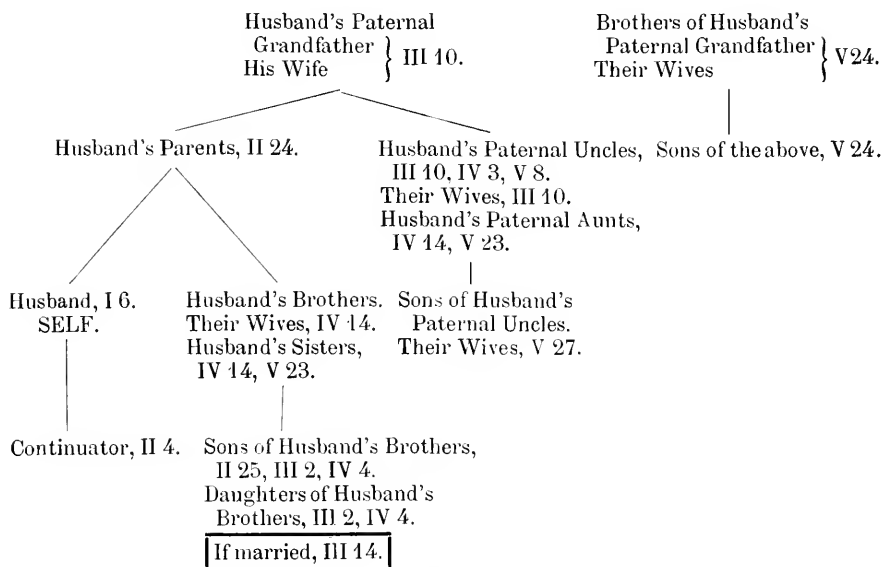 Husband's Paternal
Grandfather
His Wife } III 10.
Brothers of Husband's
Paternal Grandfather
Their Wives } V 24.
Husband's Parents, II 24.
Husband's Paternal Uncles,
III 10, IV 3, V 8.
Their Wives, III 10.
Husband's Paternal Aunts,
IV 14, V 23.
Sons of the above, V 24.
Husband, I 6.
SELF.
Husband's Brothers.
Their Wives, IV 14.
Husband's Sisters,
IV 14, V 23.
Sons of Husband's
Paternal Uncles.
Their Wives, V 27.
Continuator, II 4.
Sons of Husband's Brothers,
II 25, III 2, IV 4.
Daughters of Husband's
Brothers, III 2, IV 4.
If married, III 14.